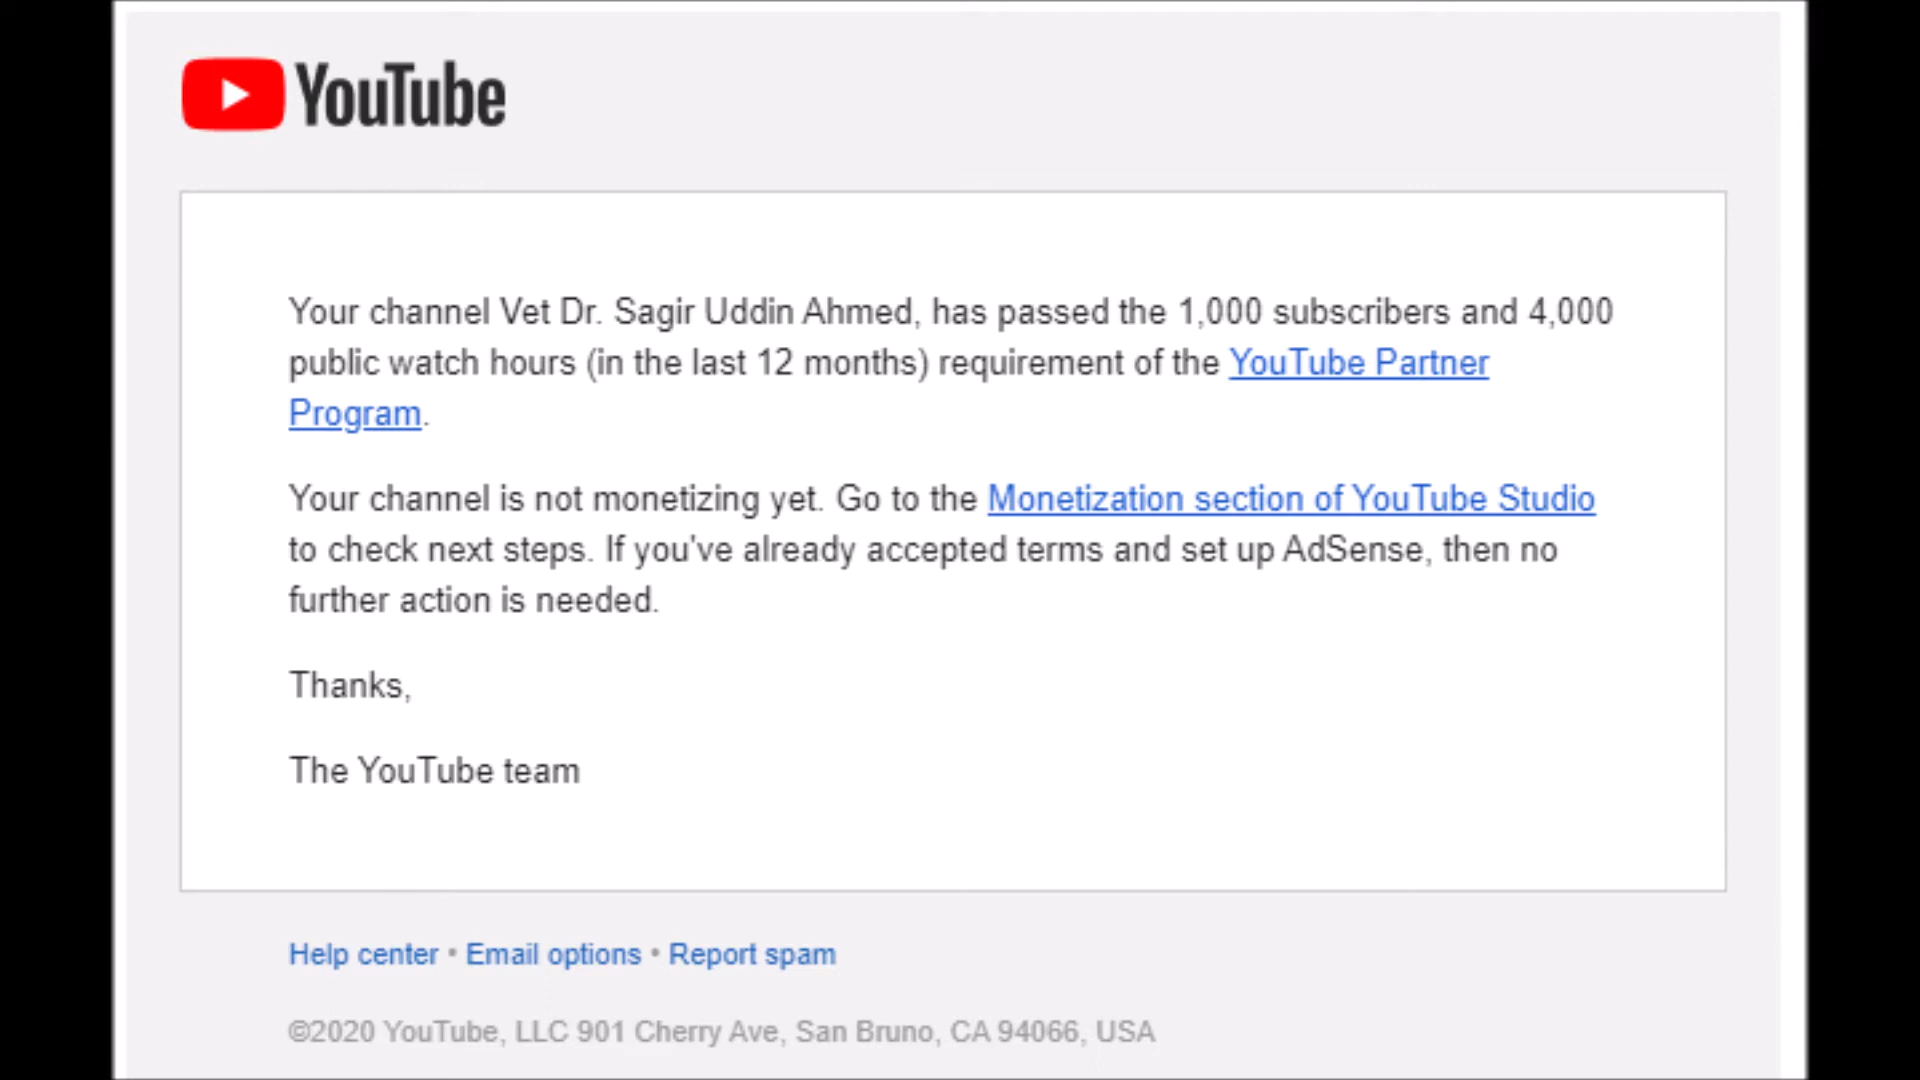 YouTube
Your channel Vet Dr. Sagir Uddin Ahmed, has passed the 1,000 subscribers and 4,000
public watch hours (in the last 12 months) requirement of the YouTube Partner
Program.
Your channel is not monetizing yet. Go to the Monetization section of YouTube Studio
to check next steps. If you've already accepted terms and set up AdSense, then no
further action is needed.
Thanks,
The YouTube team
Help center • Email options • Report spam
©2020 YouTube, LLC 901 Cherry Ave, San Bruno, CA 94066, USA